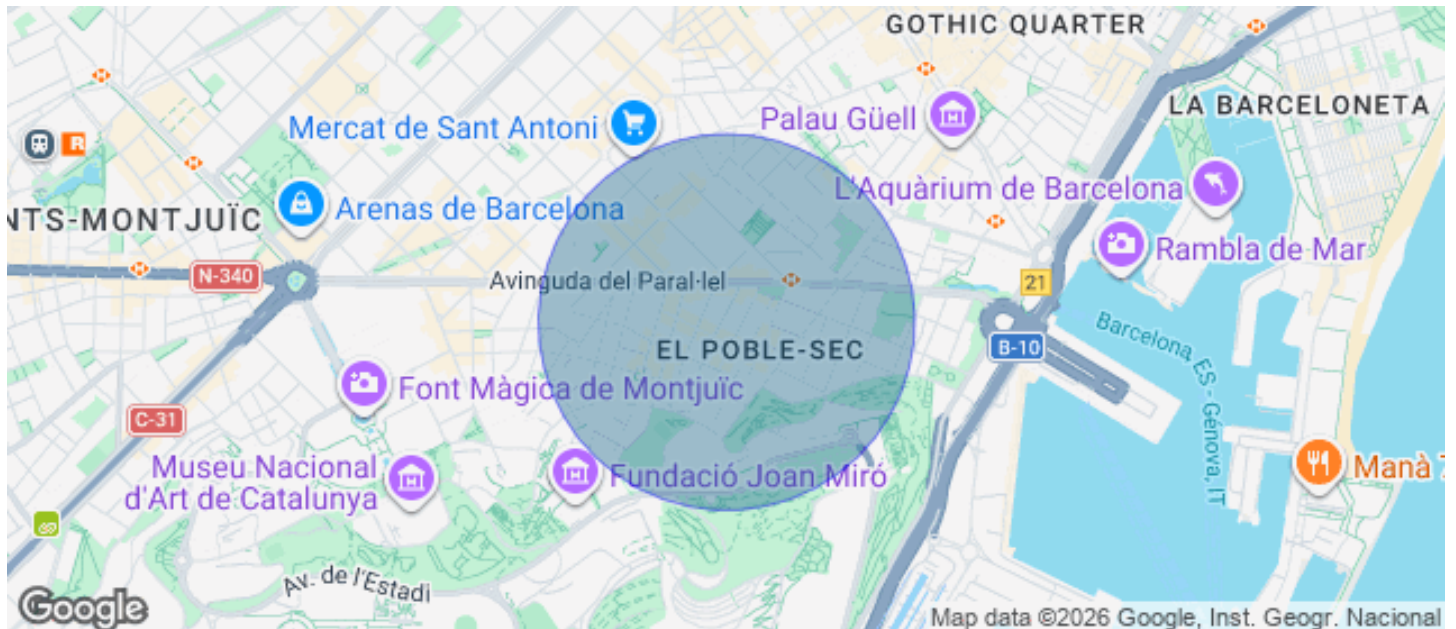 GOTHIC QUARTER
LA BARCELONETA
Mercat de Sant Antoni
Palau Güell
R
L'Aquàrium de Barcelona
NTS-MONTJUÏC
Arenas de Barcelona
Rambla de Mar
N-340
Avinguda del Paral·lel
21
EL POBLE-SEC
B-10
Barcelona, ES - Génova, IT
Font Màgica de Montjuïc
C-31
Museu Nacional
d'Art de Catalunya
Fundació Joan Miró
Manà 7
Av. de l'Estadi
Google
Map data ©2026 Google, Inst. Geogr. Nacional